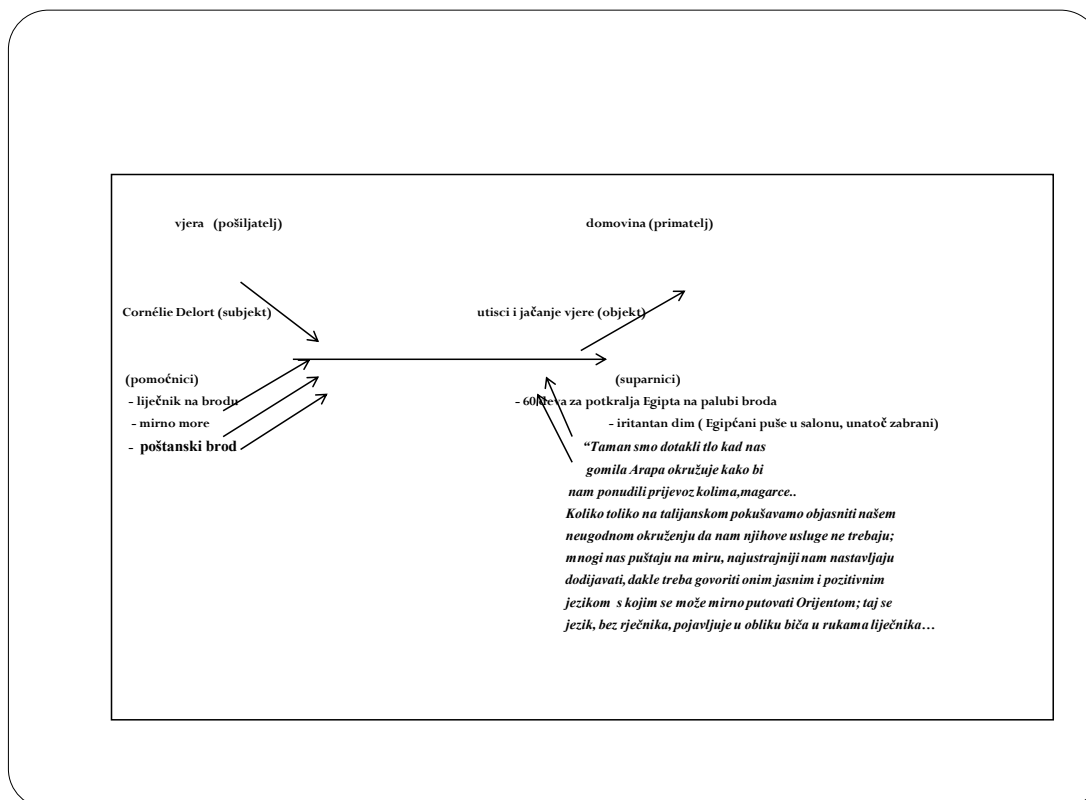 vjera (pošiljatelj)
domovina (primatelj)
Cornélie Delort (subjekt)
utisci i jačanje vjere (objekt)
(pomoćnici)
- liječnik na brodu
- mirno more
- poštanski brod
(suparnici)
- 60 deva za potkralja Egipta na palubi broda
- iritantan dim ( Egipćani puše u salonu, unatoč zabrani)
“Taman smo dotakli tlo kad nas
gomila Arapa okružuje kako bi
nam ponudili prijevoz kolima,magarce..
Koliko toliko na talijanskom pokušavamo objasniti našem
neugodnom okruženju da nam njihove usluge ne trebaju;
mnogi nas puštaju na miru, najustrajniji nam nastavljaju
dodijavati, dakle treba govoriti onim jasnim i pozitivnim
jezikom s kojim se može mirno putovati Orijentom; taj se
jezik, bez rječnika, pojavljuje u obliku biča u rukama liječnika…